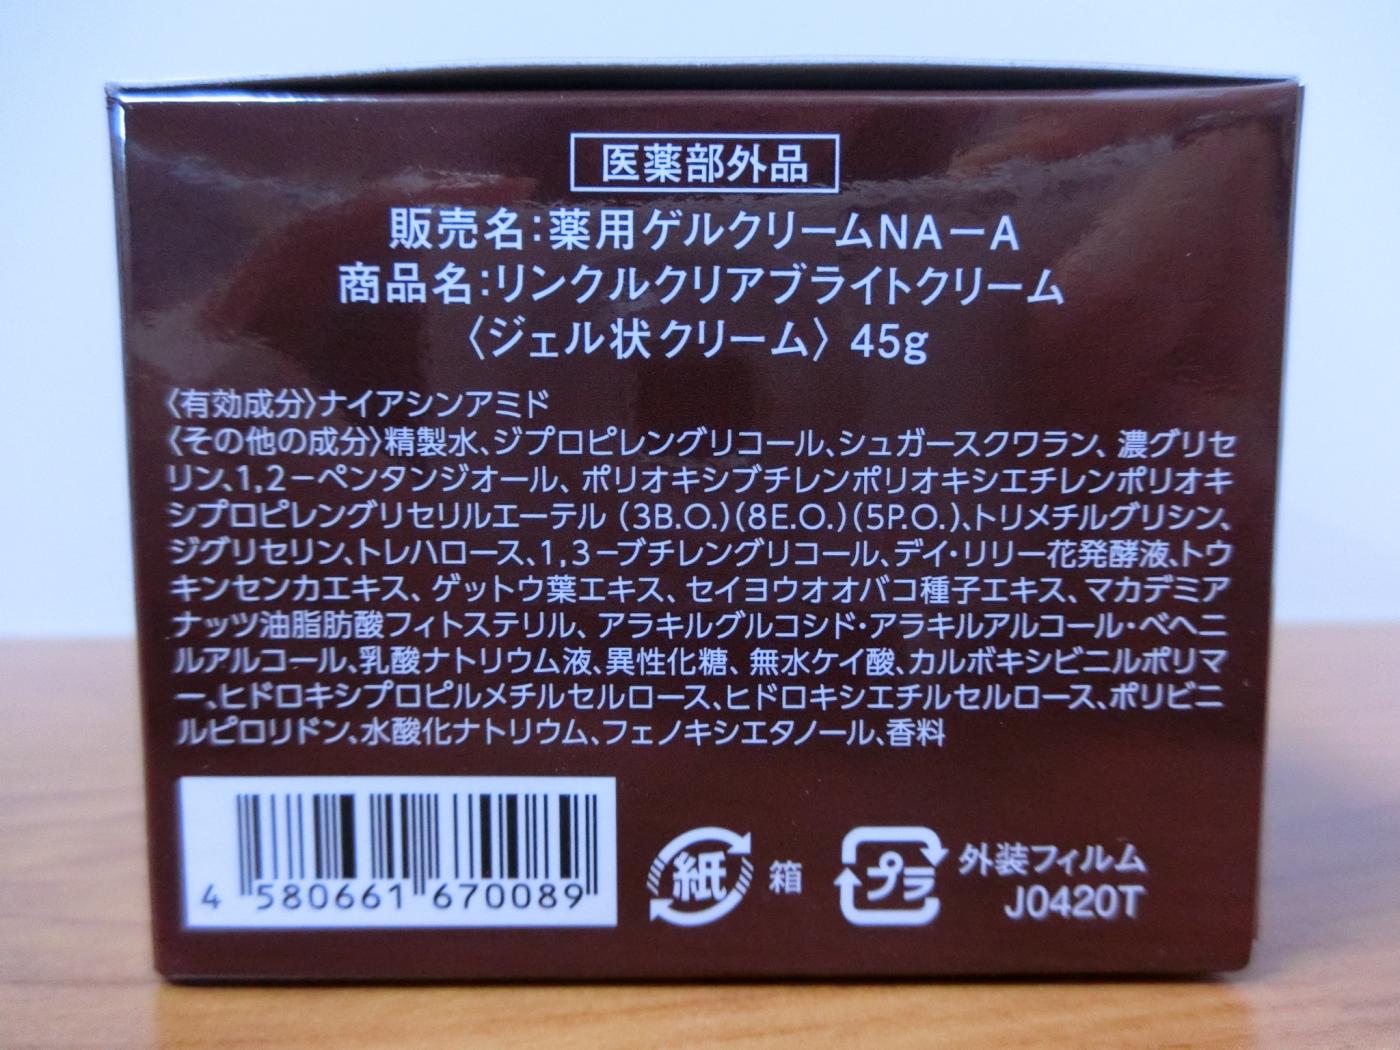 医薬部外品
販売名:薬用ゲルクリームNA－A
商品名:リンクルクリアブライトクリーム
〈ジェル状クリーム〉 45g
〈有効成分〉ナイアシンアミド
〈その他の成分〉精製水、ジプロピレングリコール、シュガースクワラン、濃グリセ
リン、1,2－ペンタンジオール、ポリオキシブチレンポリオキシエチレンポリオキ
シプロピレングリセリルエーテル (3B.O.)(8E.O.)(5P.O.)、トリメチルグリシン、
ジグリセリン、トレハロース、1,3－ブチレングリコール、デイ・リリー花発酵液、トウ
キンセンカエキス、ゲットウ葉エキス、セイヨウオオバコ種子エキス、マカデミア
ナッツ油脂肪酸フィトステリル、アラキルグルコシド・アラキルアルコール・ベヘニ
ルアルコール、乳酸ナトリウム液、異性化糖、無水ケイ酸、カルボキシビニルポリマ
ー、ヒドロキシプロピルメチルセルロース、ヒドロキシエチルセルロース、ポリビニ
ルピロリドン、水酸化ナトリウム、フェノキシエタノール、香料
4 580661 670089
紙 箱
プラ 外装フィルム
J0420T